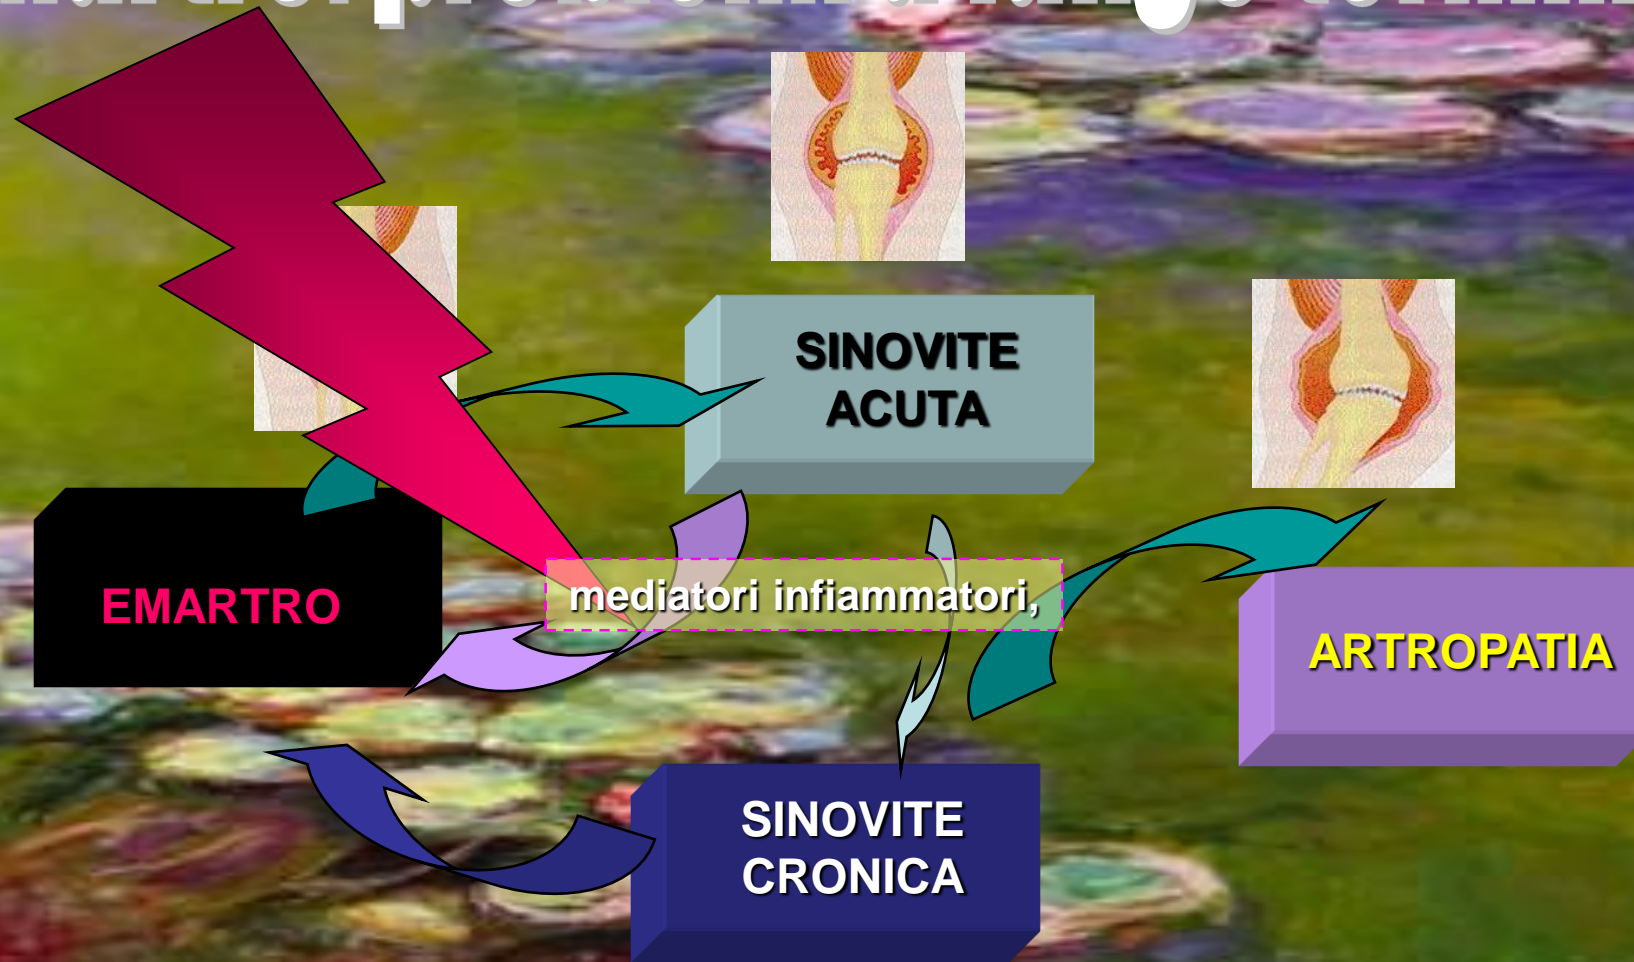 SINOVITE
ACUTA
mediatori infiammatori,
EMARTRO
ARTROPATIA
SINOVITE
CRONICA